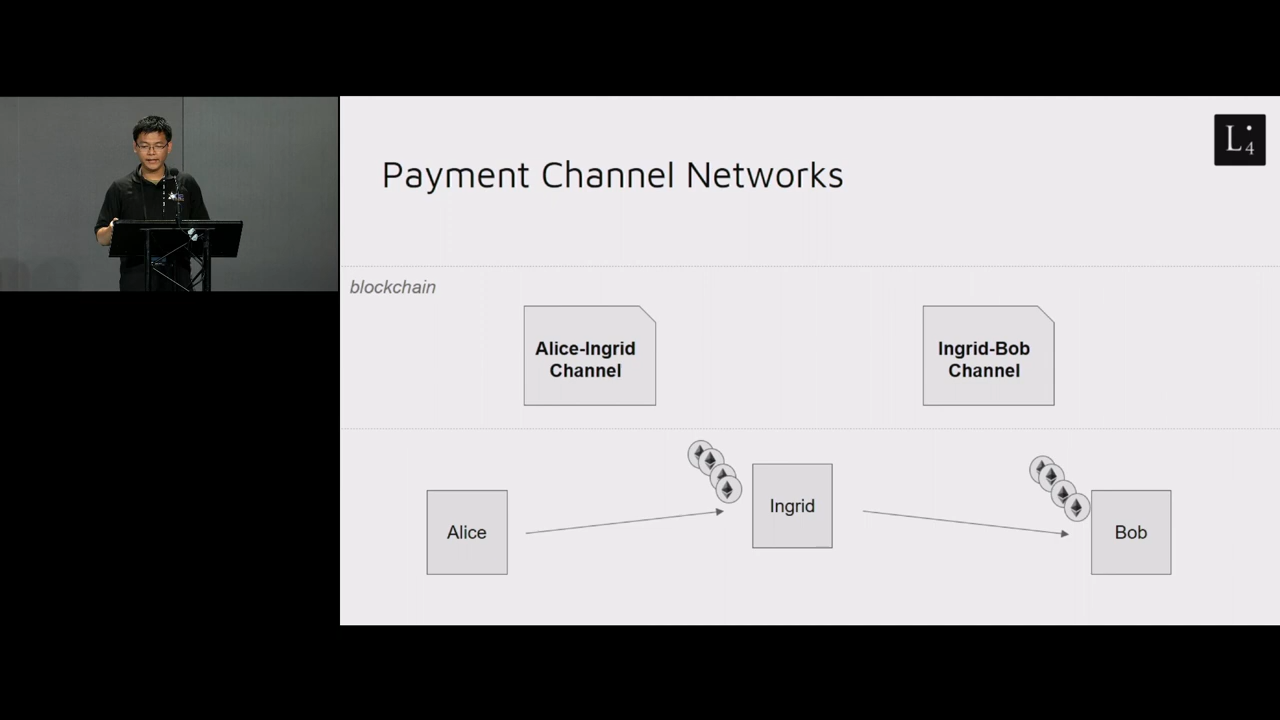 L4
Payment Channel Networks
blockchain
Alice-Ingrid
Channel
Ingrid-Bob
Channel
Alice
Ingrid
Bob